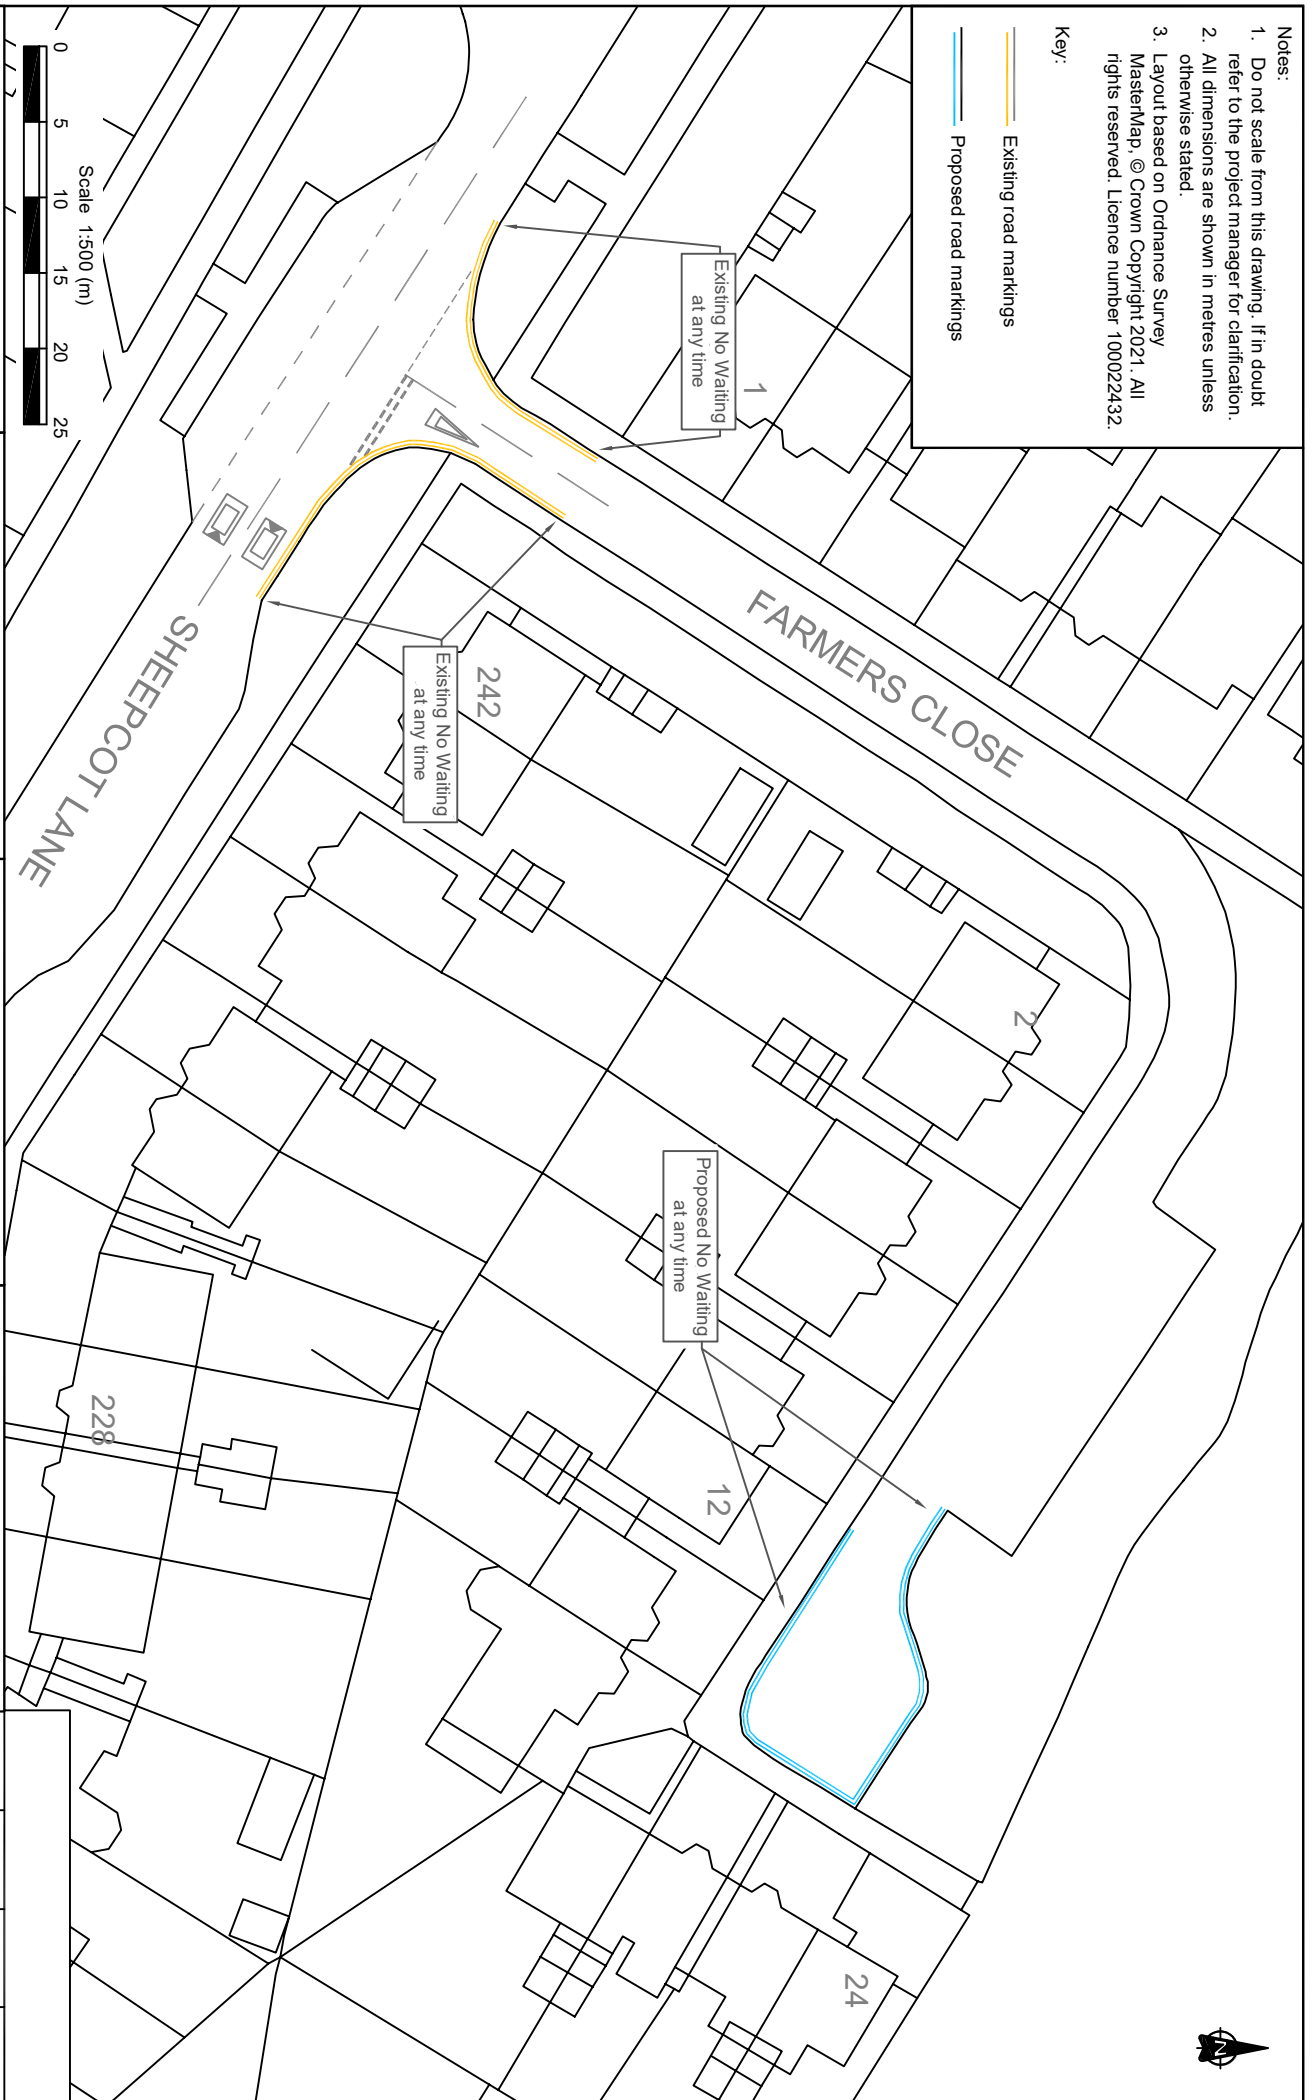 Notes:
1. Do not scale from this drawing. If in doubt
refer to the project manager for clarification.
2. All dimensions are shown in metres unless
otherwise stated.
3. Layout based on Ordnance Survey
MasterMap, © Crown Copyright 2021. All
rights reserved. Licence number 100022432.
Key:
Existing road markings
Proposed road markings
1
Existing No Waiting
at any time
FARMERS CLOSE
2
242
Existing No Waiting
at any time
Proposed No Waiting
at any time
12
24
228
SHEEPCOT LANE
Scale 1:500 (m)
0 5 10 15 20 25
N